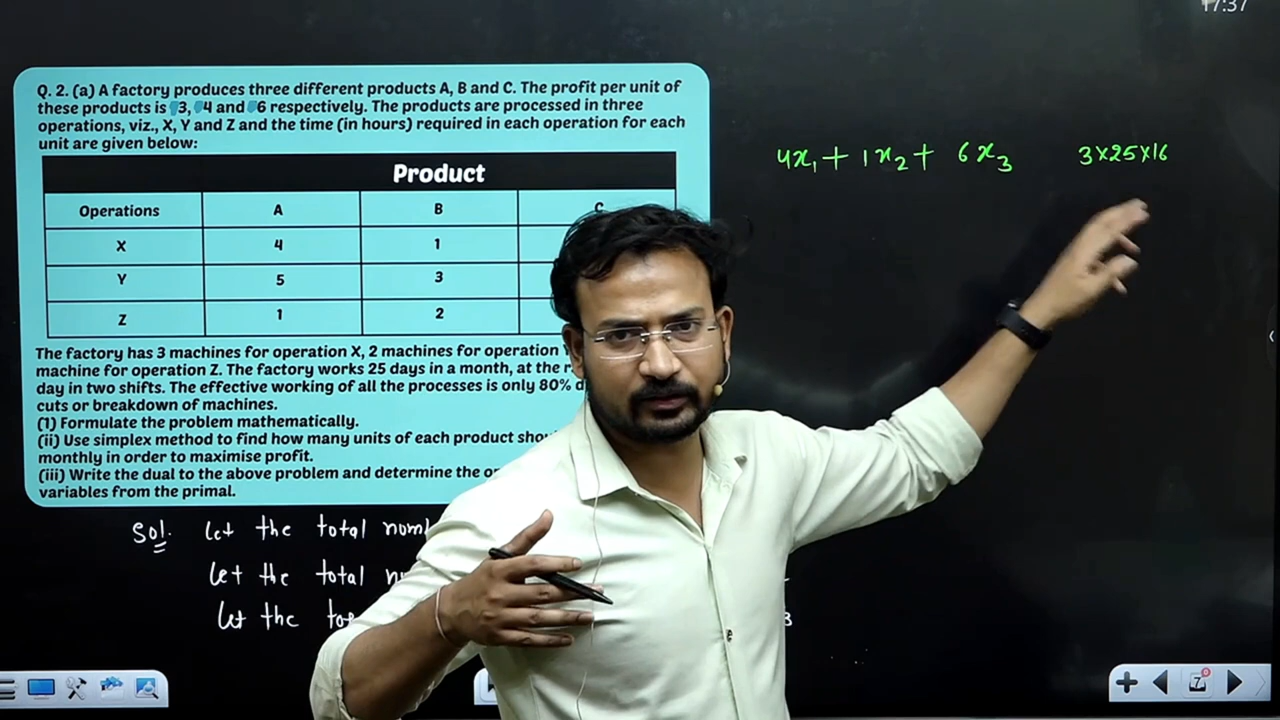 17:37
Q. 2. (a) A factory produces three different products A, B and C. The profit per unit of
these products is 3, 4 and 6 respectively. The products are processed in three
operations, viz., X, Y and Z and the time (in hours) required in each operation for each
unit are given below:
Product
Operations A B C
X 4 1
Y 5 3
Z 1 2
The factory has 3 machines for operation X, 2 machines for operation
machine for operation Z. The factory works 25 days in a month, at the
day in two shifts. The effective working of all the processes is only 80%
cuts or breakdown of machines.
(1) Formulate the problem mathematically.
(ii) Use simplex method to find how many units of each product
monthly in order to maximise profit.
(iii) Write the dual to the above problem and determine the
variables from the primal.
4x₁ + 1x₂ + 6x₃ 3×25×16
Sol. Let the total
Let the total
Let the